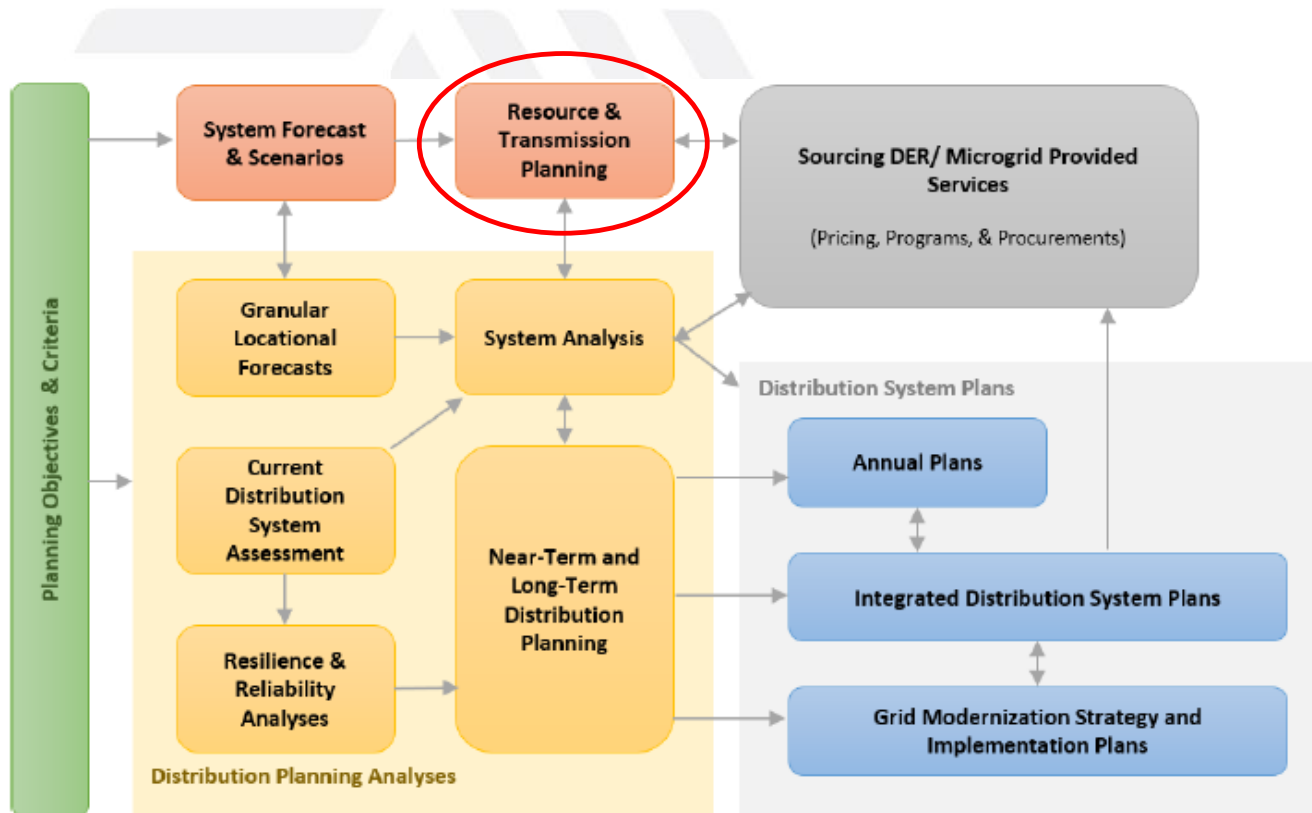 Planning Objectives & Criteria
System Forecast
& Scenarios
Resource &
Transmission
Planning
Sourcing DER/ Microgrid Provided
Services
(Pricing, Programs, & Procurements)
Granular
Locational
Forecasts
System Analysis
Current
Distribution
System
Assessment
Near-Term and
Long-Term
Distribution
Planning
Resilience &
Reliability
Analyses
Distribution Planning Analyses
Distribution System Plans
Annual Plans
Integrated Distribution System Plans
Grid Modernization Strategy and
Implementation Plans